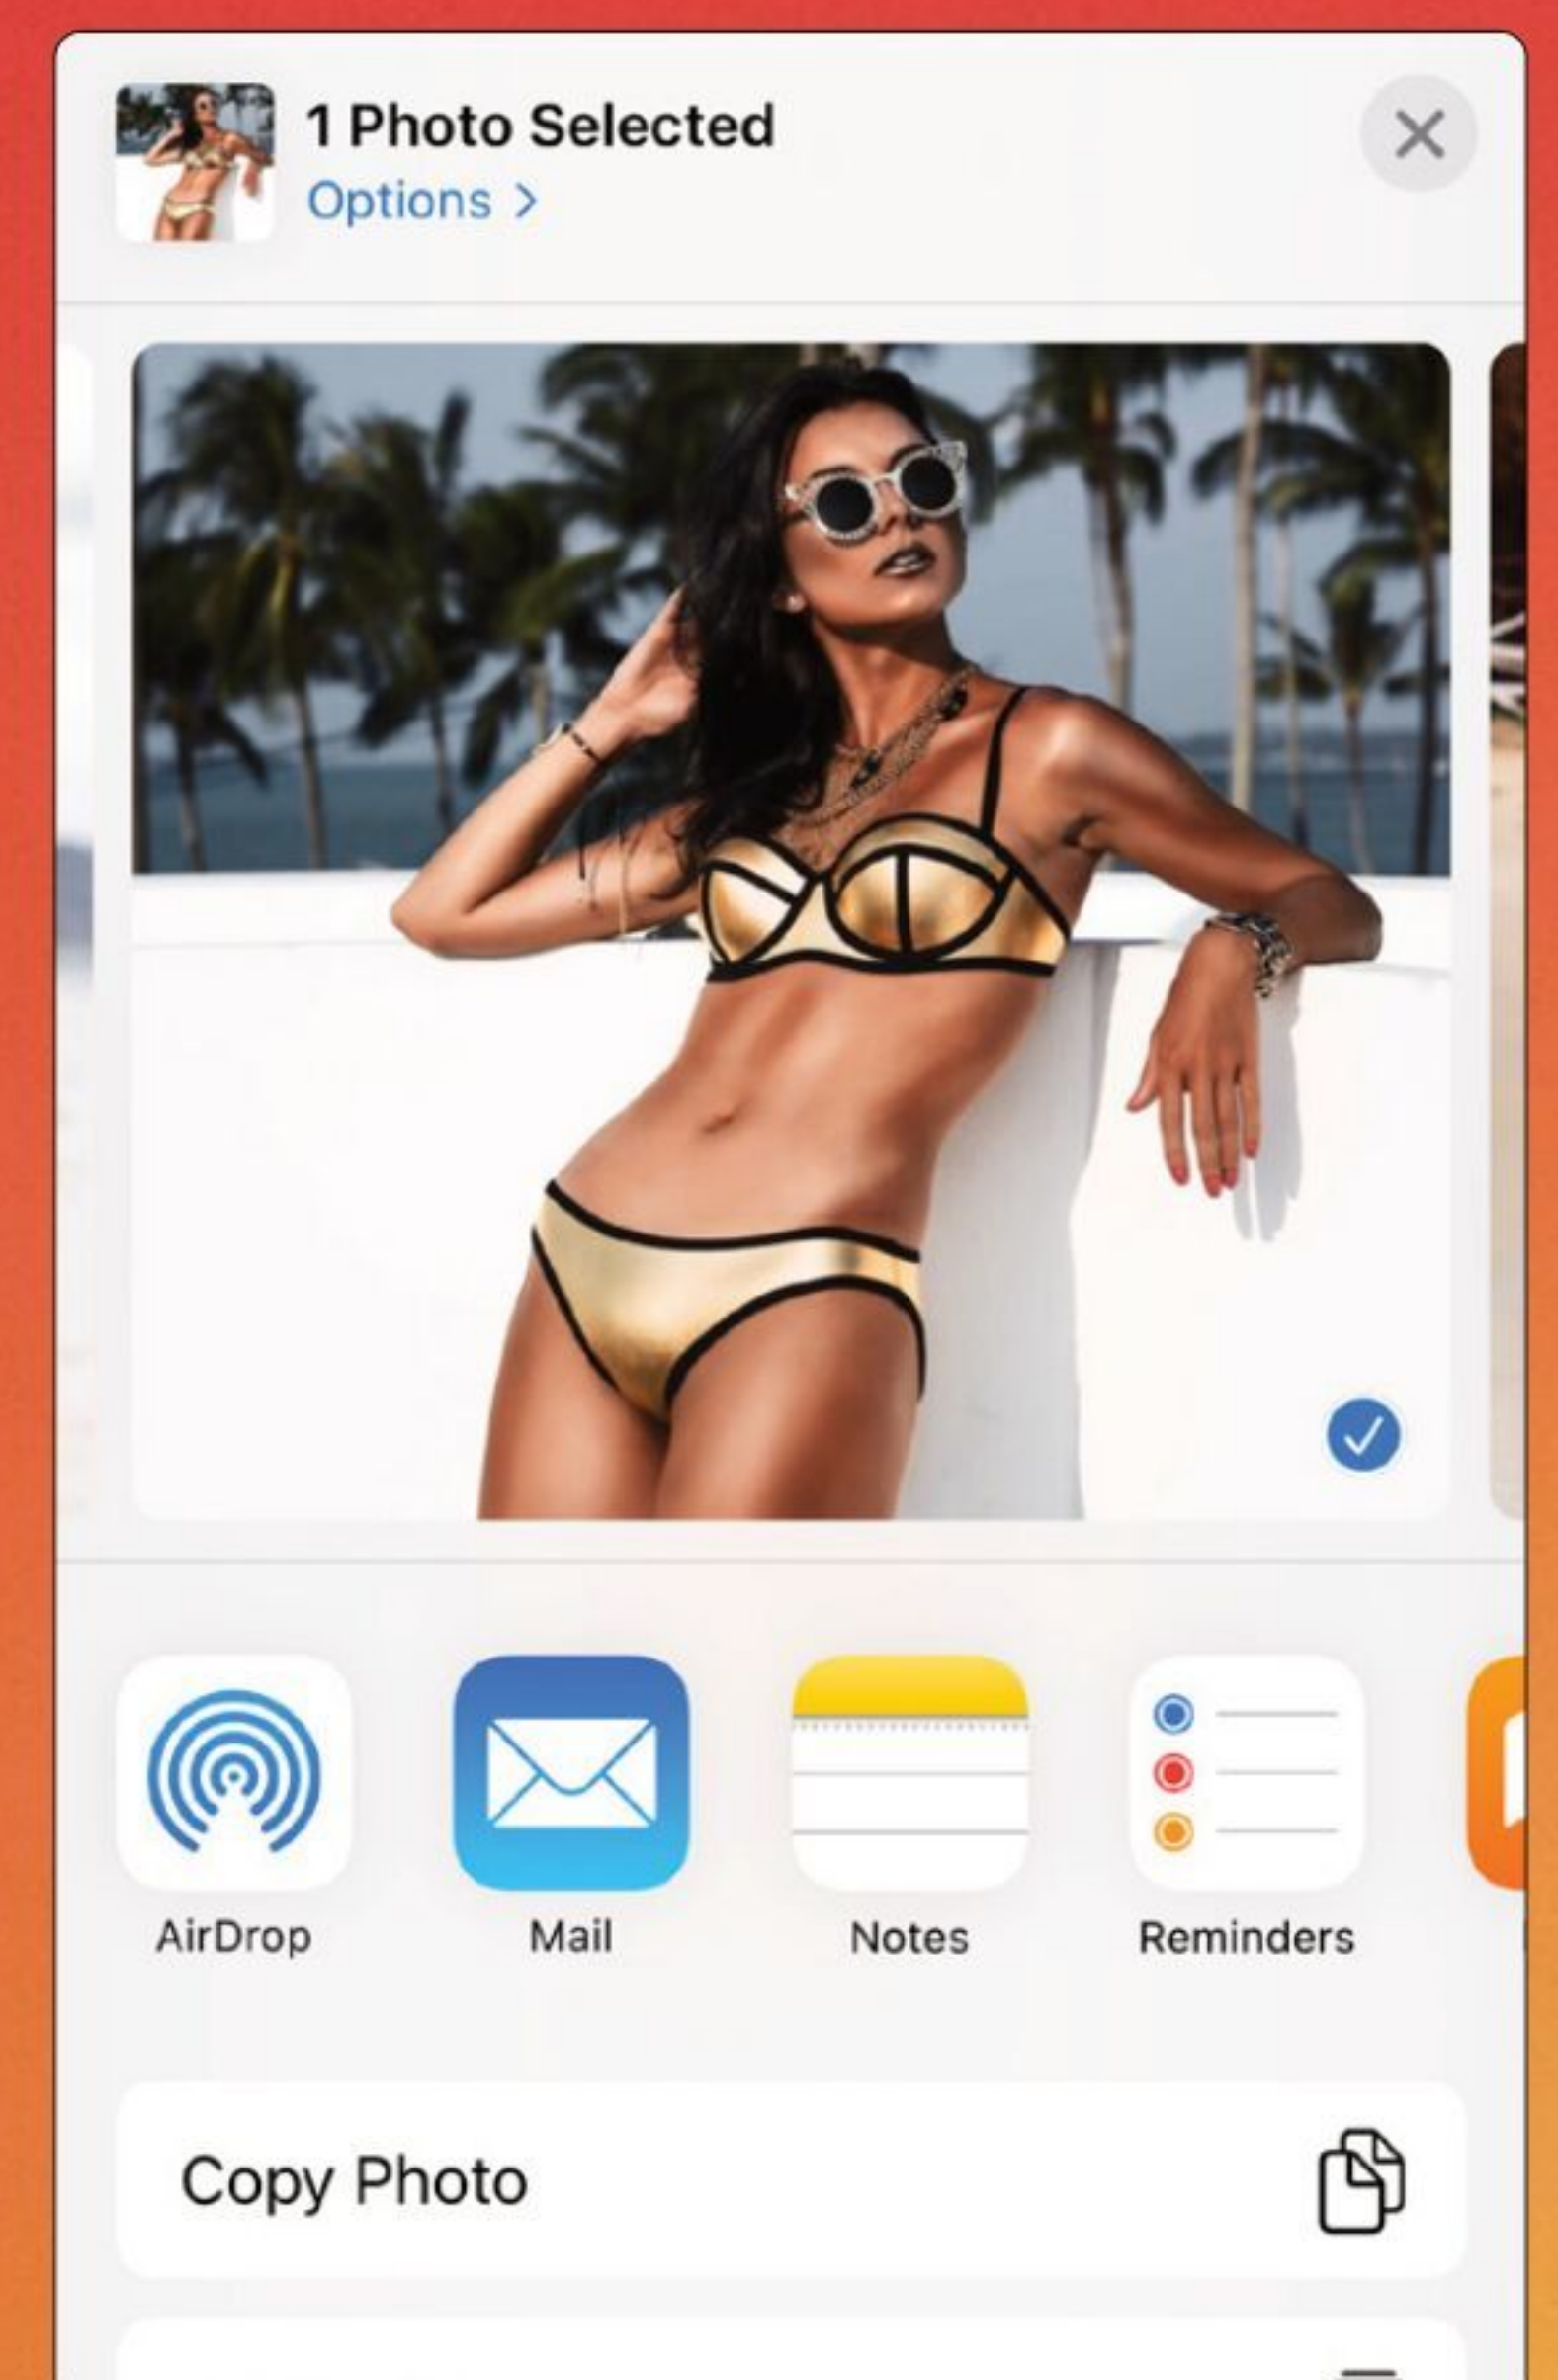 1 Photo Selected
Options >
AirDrop
Mail
Notes
Reminders
Copy Photo